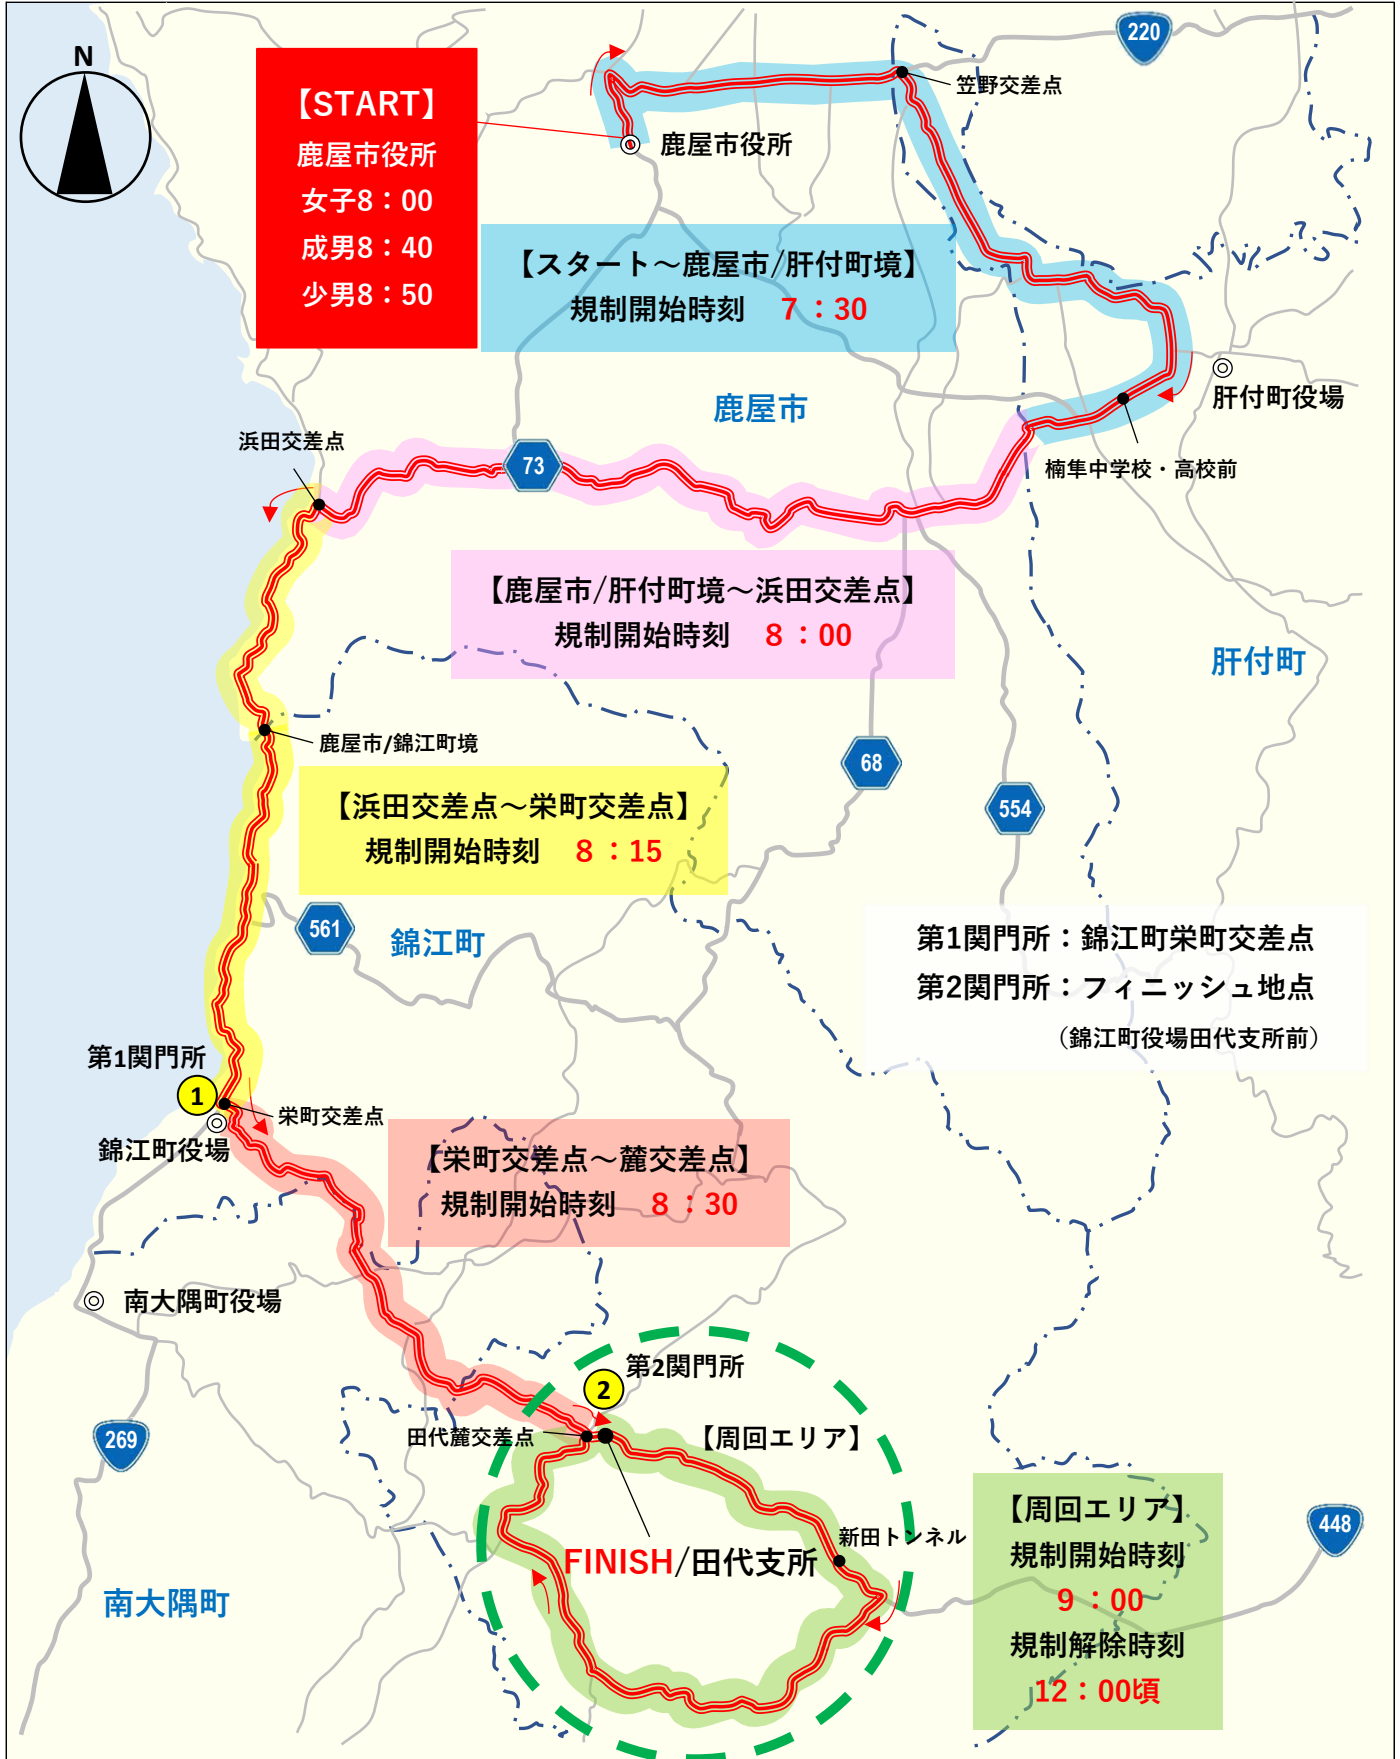 N
220
【START】
鹿屋市役所
女子8：00
成男8：40
少男8：50
笠野交差点
鹿屋市役所
【スタート～鹿屋市/肝付町境】
規制開始時刻　7：30
肝付町役場
鹿屋市
浜田交差点
73
楠隼中学校・高校前
【鹿屋市/肝付町境～浜田交差点】
規制開始時刻　8：00
肝付町
鹿屋市/錦江町境
68
554
【浜田交差点～栄町交差点】
規制開始時刻　8：15
561
錦江町
第1関門所：錦江町栄町交差点
第2関門所：フィニッシュ地点
（錦江町役場田代支所前）
第1関門所
1
栄町交差点
錦江町役場
【栄町交差点～麓交差点】
規制開始時刻　8：30
南大隅町役場
第2関門所
2
田代麓交差点
【周回エリア】
269
新田トンネル
FINISH/田代支所
南大隅町
【周回エリア】
規制開始時刻
9：00
規制解除時刻
12：00頃
448